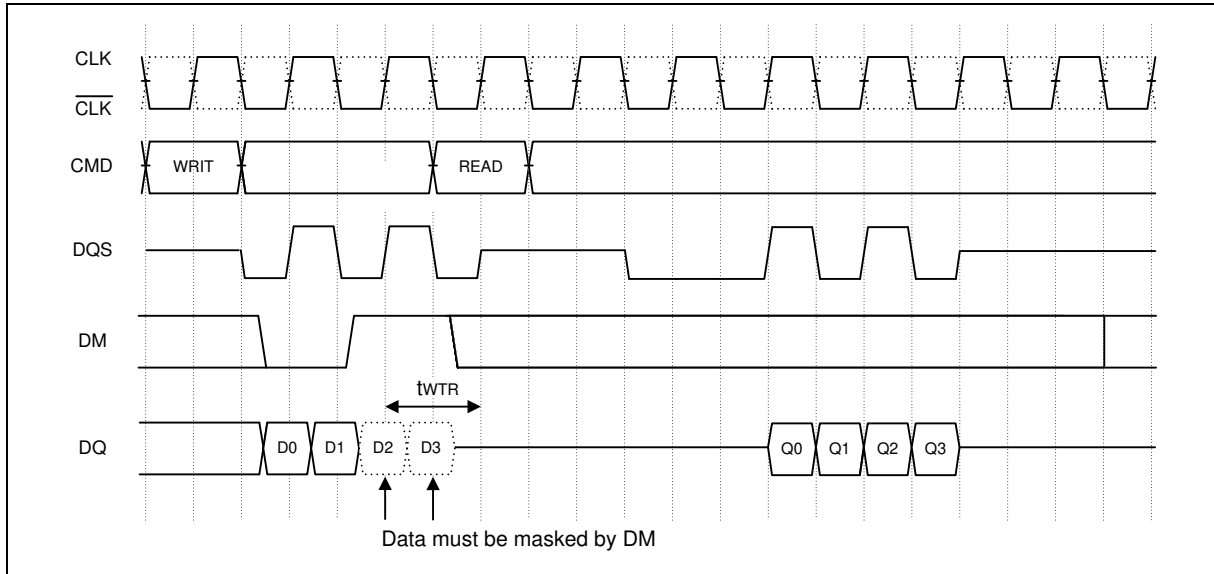 CLK
CLK
CMD WRIT READ
DQS
DM
tWTR
DQ D0 D1 D2 D3 Q0 Q1 Q2 Q3
Data must be masked by DM